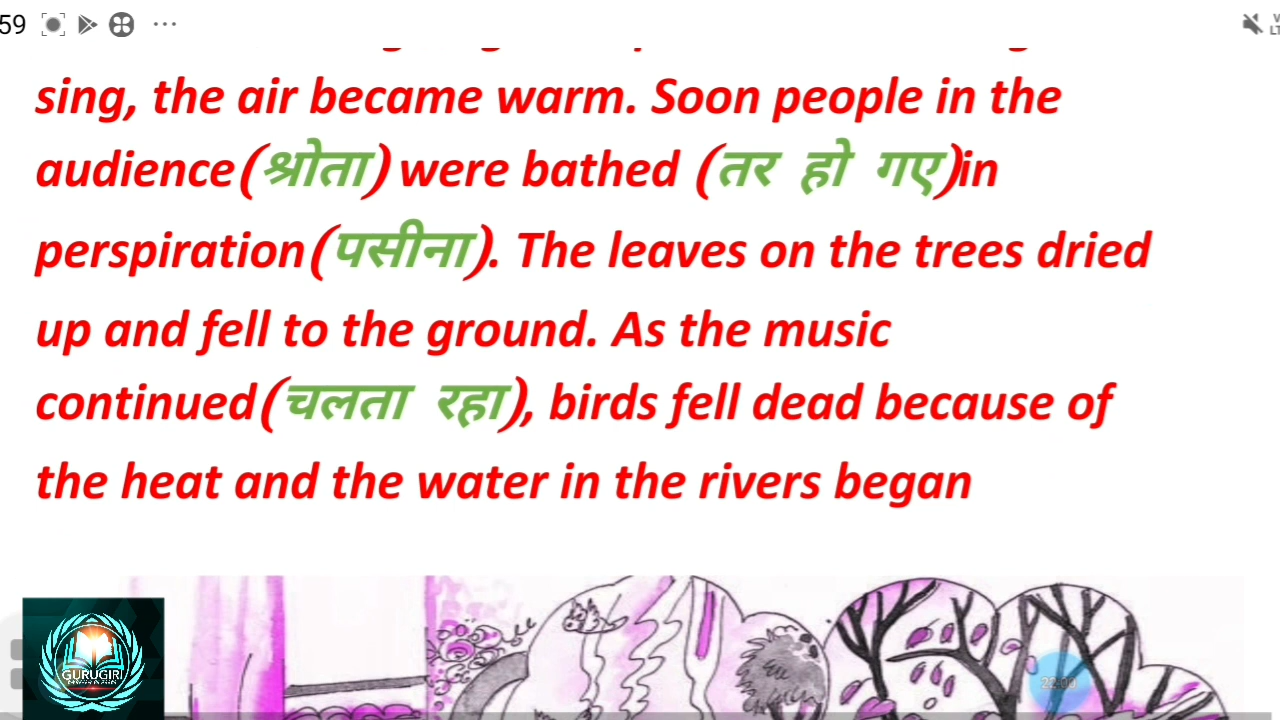 59
sing, the air became warm. Soon people in the
audience(श्रोता) were bathed (तर हो गए)in
perspiration(पसीना). The leaves on the trees dried
up and fell to the ground. As the music
continued(चलता रहा), birds fell dead because of
the heat and the water in the rivers began
GURUGIRI